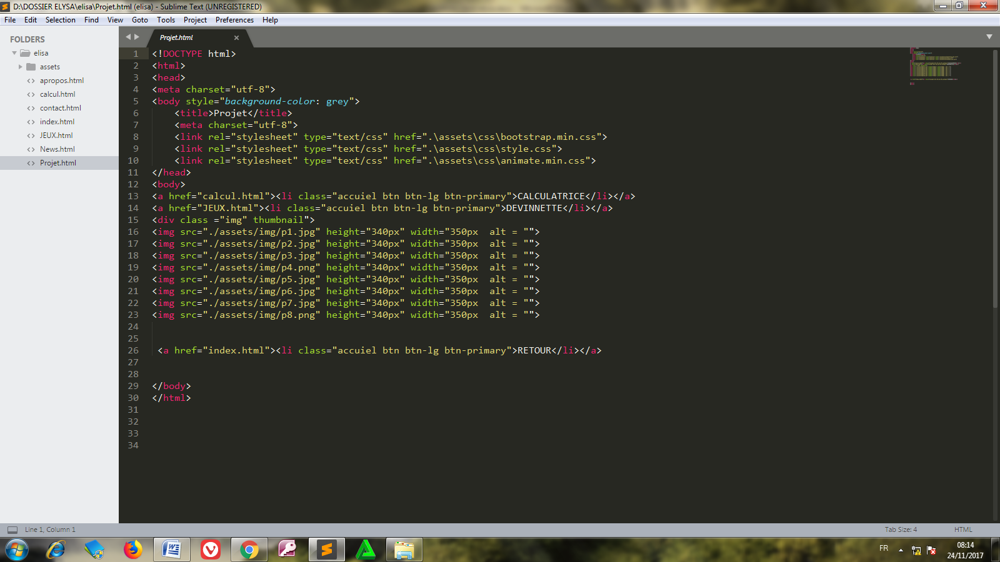 D:\DOSSIER ELYSA\elisa\Projet.html (elisa) - Sublime Text (UNREGISTERED)
File Edit Selection Find View Goto Tools Project Preferences Help
FOLDERS
elisa
assets
apropos.html
calcul.html
contact.html
index.html
JEUX.html
News.html
Projet.html
Projet.html ×
1 <!DOCTYPE html>
2 <html>
3 <head>
4 <meta charset="utf-8">
5 <body style="background-color: grey">
6     <title>Projet</title>
7     <meta charset="utf-8">
8     <link rel="stylesheet" type="text/css" href=".\assets\css\bootstrap.min.css">
9     <link rel="stylesheet" type="text/css" href=".\assets\css\style.css">
10     <link rel="stylesheet" type="text/css" href=".\assets\css\animate.min.css">
11 </head>
12 <body>
13 <a href="calcul.html"><li class="accuiel btn btn-lg btn-primary">CALCULATRICE</li></a>
14 <a href="JEUX.html"><li class="accuiel btn btn-lg btn-primary">DEVINNETTE</li></a>
15 <div class ="img" thumbnail">
16 <img src="./assets/img/p1.jpg" height="340px" width="350px  alt = "">
17 <img src="./assets/img/p2.jpg" height="340px" width="350px  alt = "">
18 <img src="./assets/img/p3.jpg" height="340px" width="350px  alt = "">
19 <img src="./assets/img/p4.png" height="340px" width="350px  alt = "">
20 <img src="./assets/img/p5.jpg" height="340px" width="350px  alt = "">
21 <img src="./assets/img/p6.jpg" height="340px" width="350px  alt = "">
22 <img src="./assets/img/p7.jpg" height="340px" width="350px  alt = "">
23 <img src="./assets/img/p8.png" height="340px" width="350px  alt = "">
24
25
26  <a href="index.html"><li class="accuiel btn btn-lg btn-primary">RETOUR</li></a>
27
28
29 </body>
30 </html>
31
32
33
34
Line 1, Column 1
Tab Size: 4
HTML
FR
08:14
24/11/2017